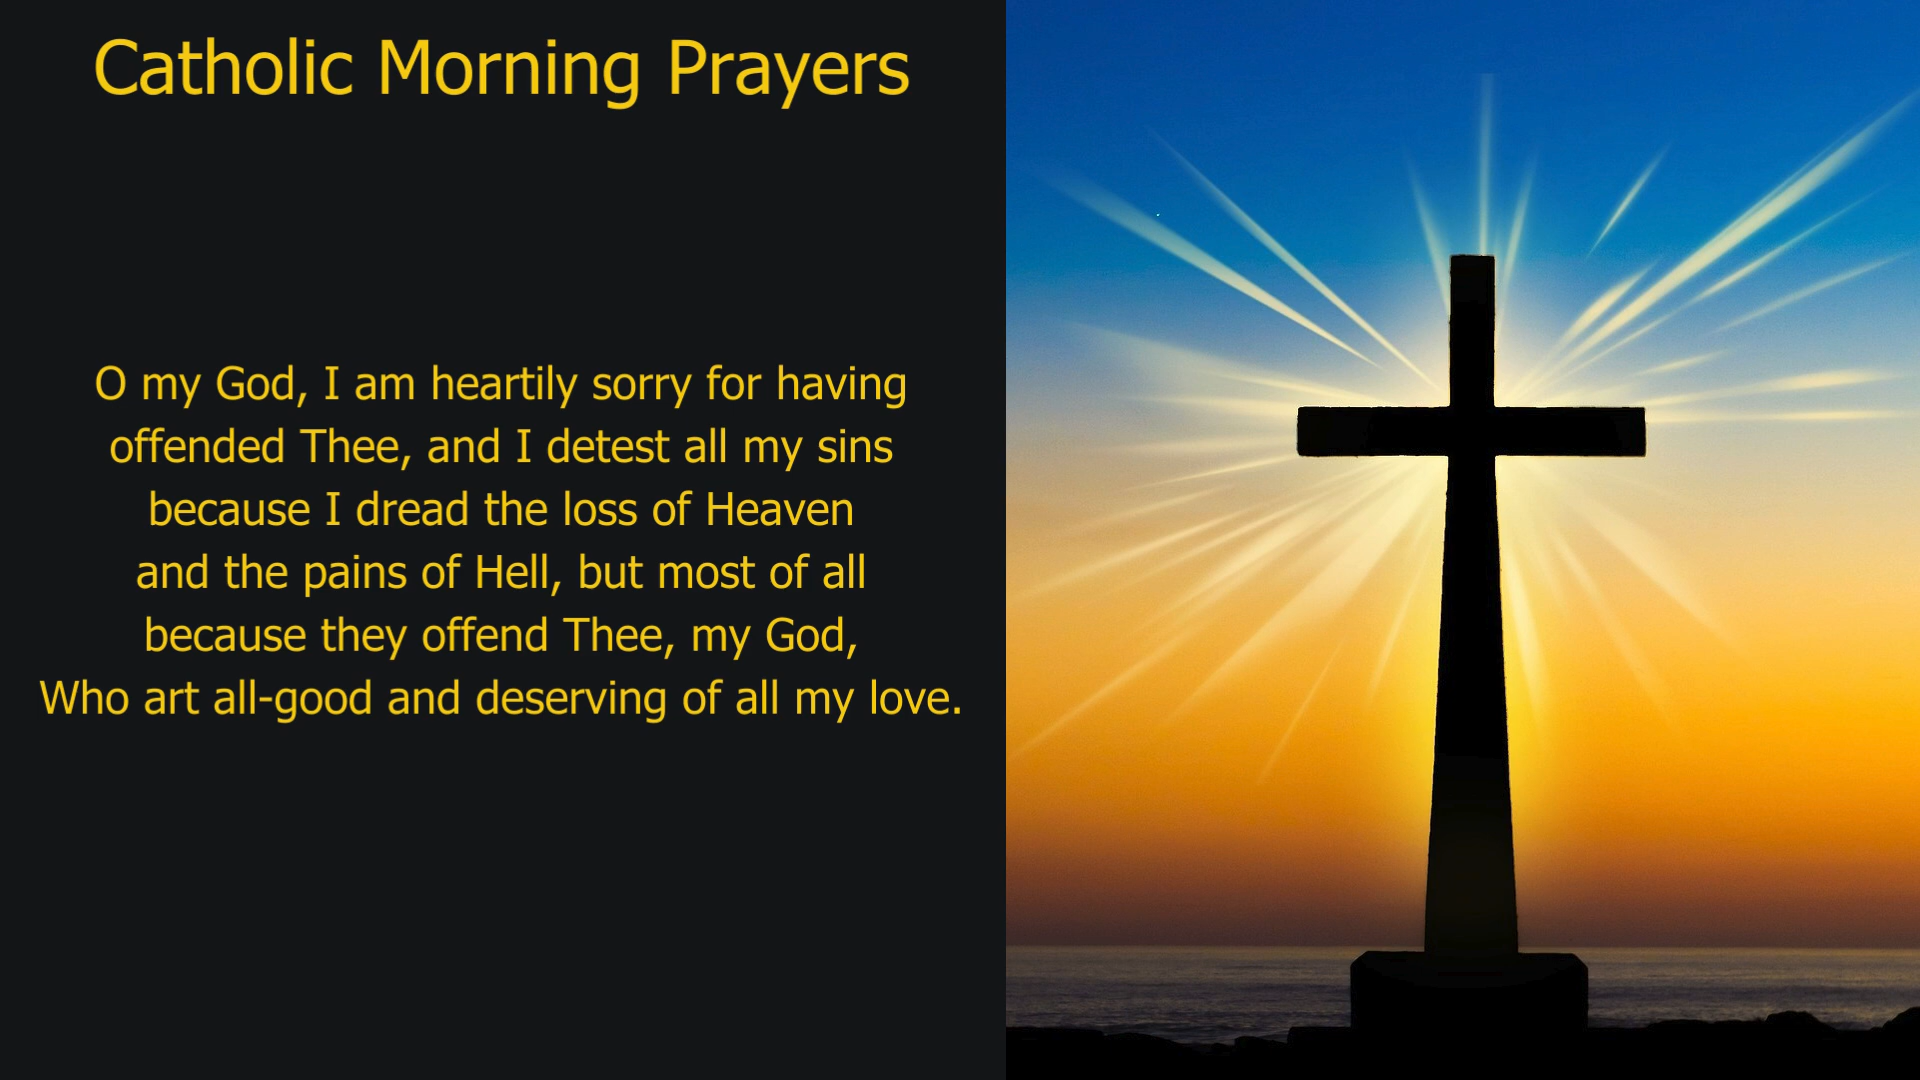 Catholic Morning Prayers
O my God, I am heartily sorry for having
offended Thee, and I detest all my sins
because I dread the loss of Heaven
and the pains of Hell, but most of all
because they offend Thee, my God,
Who art all-good and deserving of all my love.